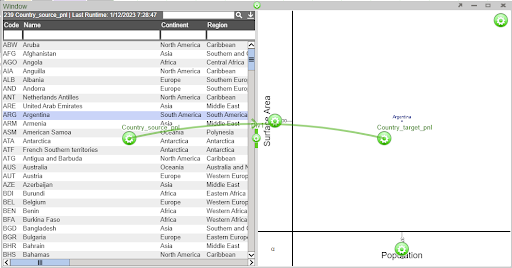 Window
239 Country_source_pnl | Last Runtime: 1/12/2023 7:26:47
Code Name Continent Region
ABW Aruba North America Caribbean
AFG Afghanistan Asia Southern and
AGO Angola Africa Central Africa
AIA Anguilla North America Caribbean
ALB Albania Europe Southern Euro
AND Andorra Europe Southern Euro
ANT Netherlands Antilles North America Caribbean
ARE United Arab Emirates Asia Middle East
ARG Argentina South America South America
ARM Armenia Asia Middle East
ASM American Samoa Oceania Polynesia
ATA Antarctica Antarctica Antarctica
ATF French Southern territories Antarctica Antarctica
ATG Antigua and Barbuda North America Caribbean
AUS Australia Oceania Australia and N
AUT Austria Europe Western Europ
AZE Azerbaijan Asia Middle East
BDI Burundi Africa Eastern Africa
BEL Belgium Europe Western Europ
BEN Benin Africa Western Africa
BFA Burkina Faso Africa Western Africa
BGD Bangladesh Asia Southern and
BGR Bulgaria Europe Eastern Europ
BHR Bahrain Asia Middle East
BHS Bahamas North America Caribbean
Country_source_pnl
Surface Area
Argentina
Country_target_pnl
Population